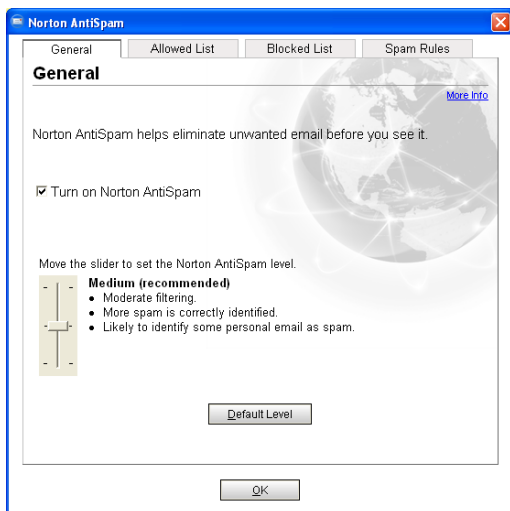 Norton AntiSpam
General Allowed List Blocked List Spam Rules
General
More Info
Norton AntiSpam helps eliminate unwanted email before you see it.
Turn on Norton AntiSpam
Move the slider to set the Norton AntiSpam level.
Medium (recommended)
Moderate filtering.
More spam is correctly identified.
Likely to identify some personal email as spam.
Default Level
OK